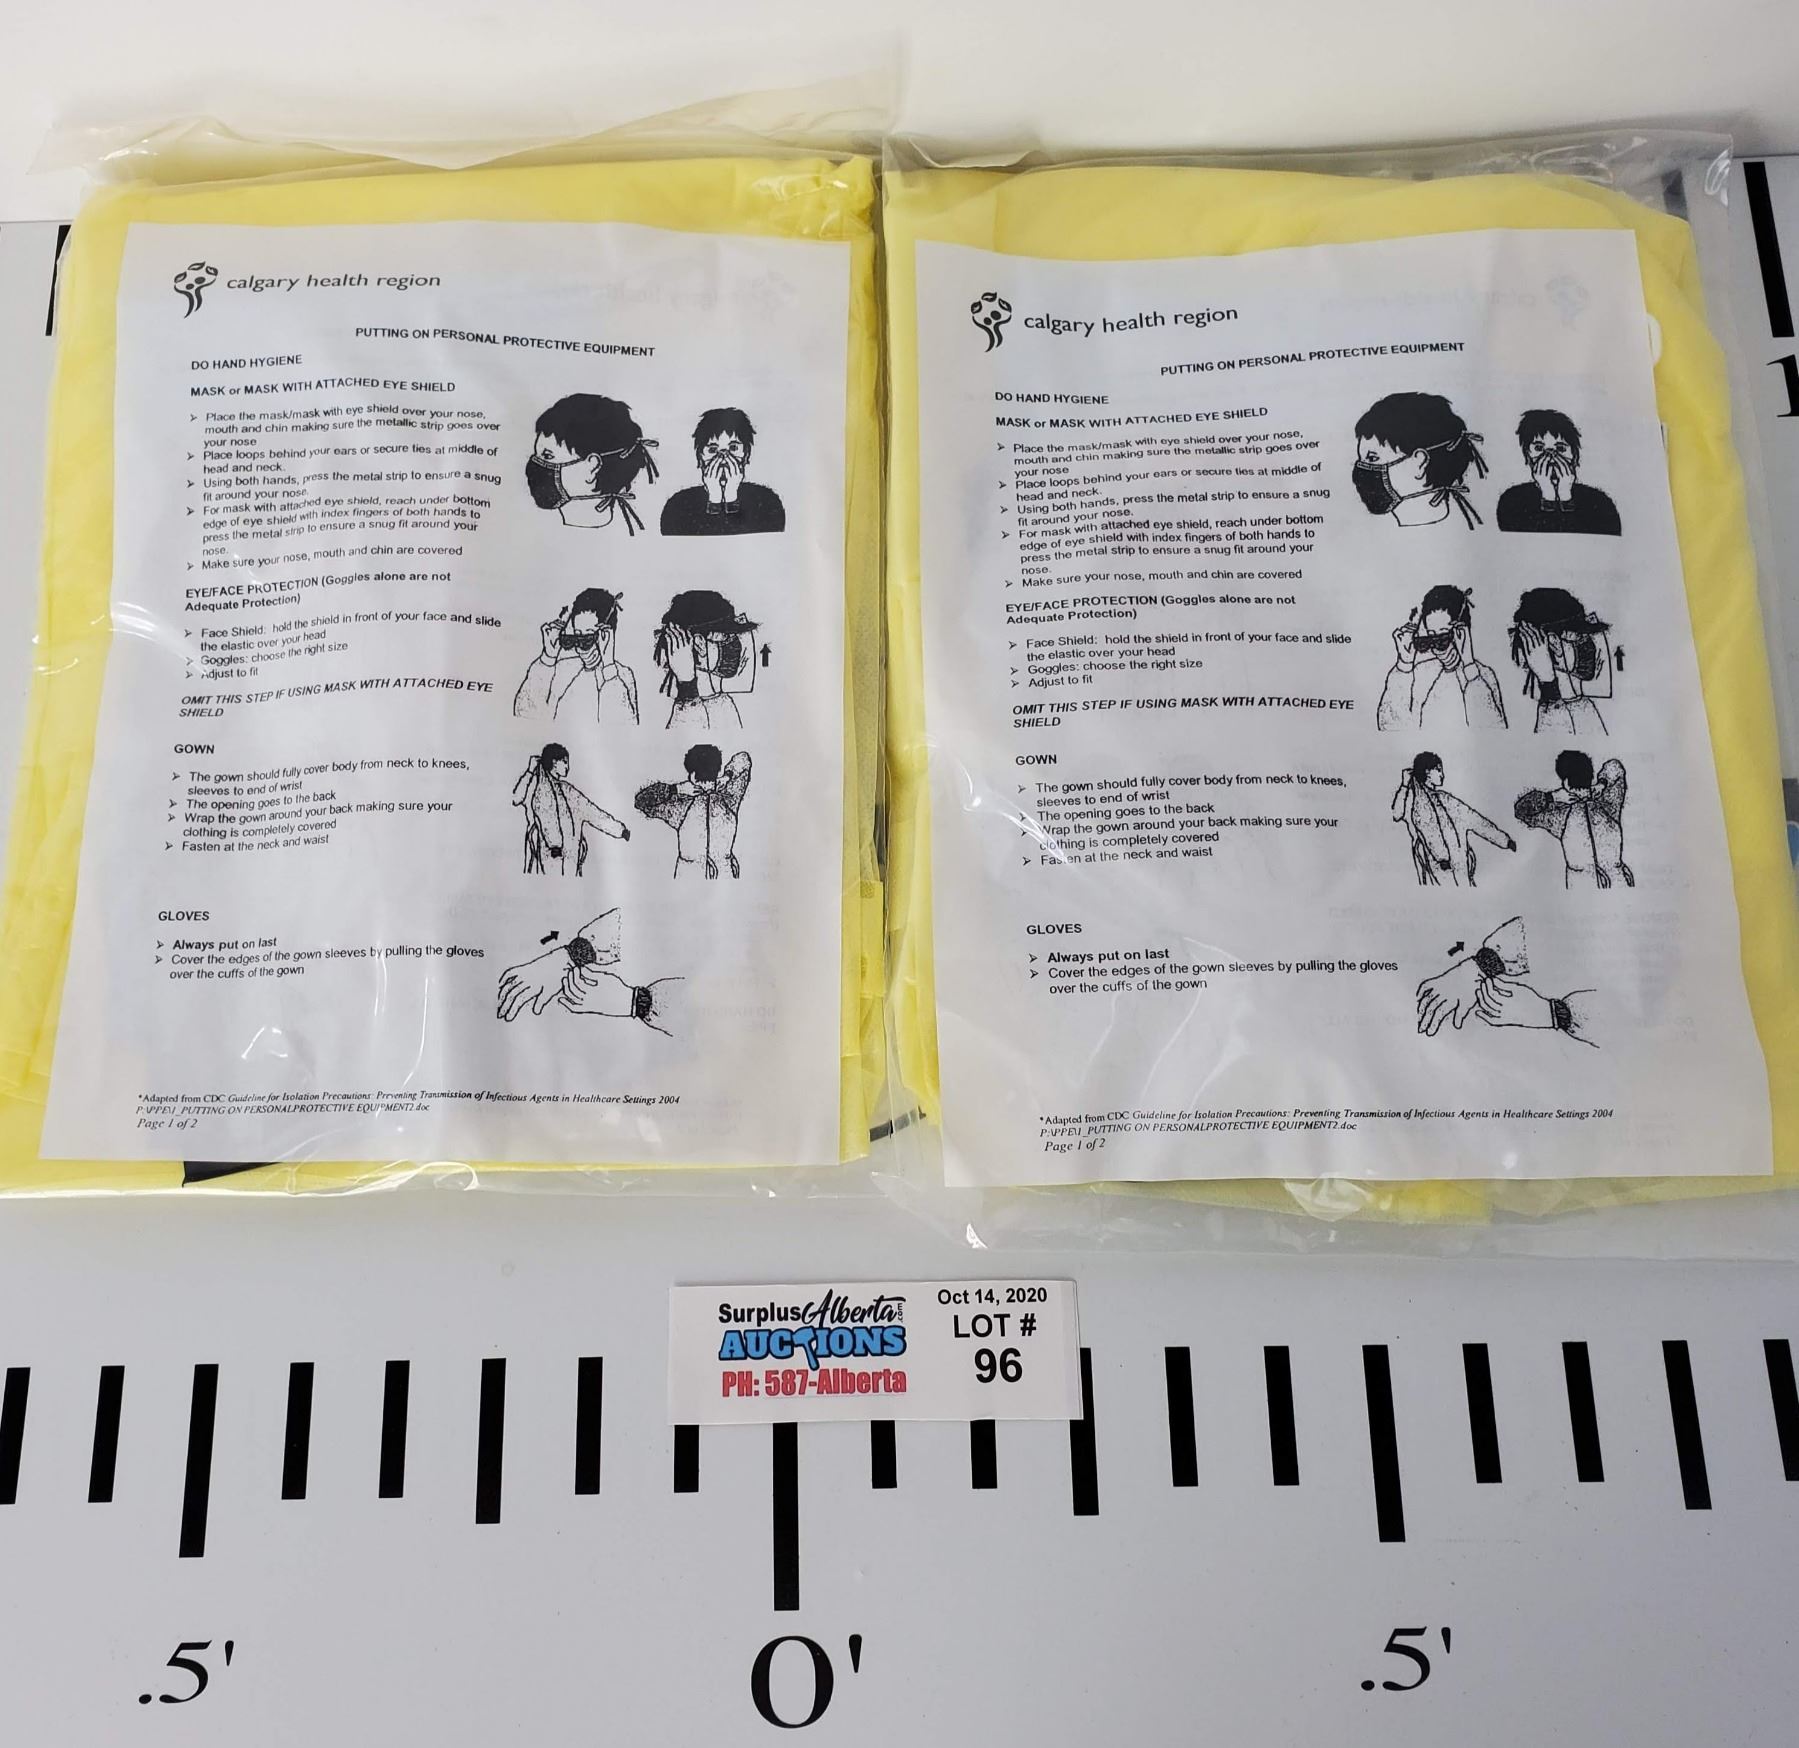 calgary health region
PUTTING ON PERSONAL PROTECTIVE EQUIPMENT
DO HAND HYGIENE
MASK or MASK WITH ATTACHED EYE SHIELD
➢ Place the mask/mask with eye shield over your nose,
mouth and chin making sure the metallic strip goes over
your nose
➢ Place loops behind your ears or secure ties at middle of
head and neck.
➢ Using both hands, press the metal strip to ensure a snug
fit around your nose.
➢ For mask with attached eye shield, reach under bottom
edge of eye shield with index fingers of both hands to
press the metal strip to ensure a snug fit around your
nose.
➢ Make sure your nose, mouth and chin are covered
EYE/FACE PROTECTION (Goggles alone are not
Adequate Protection)
➢ Face Shield: hold the shield in front of your face and slide
the elastic over your head
➢ Goggles: choose the right size
➢ Adjust to fit
OMIT THIS STEP IF USING MASK WITH ATTACHED EYE
SHIELD
GOWN
➢ The gown should fully cover body from neck to knees,
sleeves to end of wrist
➢ The opening goes to the back
➢ Wrap the gown around your back making sure your
clothing is completely covered
➢ Fasten at the neck and waist
GLOVES
➢ Always put on last
➢ Cover the edges of the gown sleeves by pulling the gloves
over the cuffs of the gown
*Adapted from CDC Guideline for Isolation Precautions: Preventing Transmission of Infectious Agents in Healthcare Settings 2004
P:\PPE\1_PUTTING ON PERSONALPROTECTIVE EQUIPMENT2.doc
Page 1 of 2
calgary health region
PUTTING ON PERSONAL PROTECTIVE EQUIPMENT
DO HAND HYGIENE
MASK or MASK WITH ATTACHED EYE SHIELD
➢ Place the mask/mask with eye shield over your nose,
mouth and chin making sure the metallic strip goes over
your nose
➢ Place loops behind your ears or secure ties at middle of
head and neck.
➢ Using both hands, press the metal strip to ensure a snug
fit around your nose.
➢ For mask with attached eye shield, reach under bottom
edge of eye shield with index fingers of both hands to
press the metal strip to ensure a snug fit around your
nose.
➢ Make sure your nose, mouth and chin are covered
EYE/FACE PROTECTION (Goggles alone are not
Adequate Protection)
➢ Face Shield: hold the shield in front of your face and slide
the elastic over your head
➢ Goggles: choose the right size
➢ Adjust to fit
OMIT THIS STEP IF USING MASK WITH ATTACHED EYE
SHIELD
GOWN
➢ The gown should fully cover body from neck to knees,
sleeves to end of wrist
➢ The opening goes to the back
➢ Wrap the gown around your back making sure your
clothing is completely covered
➢ Fasten at the neck and waist
GLOVES
➢ Always put on last
➢ Cover the edges of the gown sleeves by pulling the gloves
over the cuffs of the gown
*Adapted from CDC Guideline for Isolation Precautions: Preventing Transmission of Infectious Agents in Healthcare Settings 2004
P:\PPE\1_PUTTING ON PERSONALPROTECTIVE EQUIPMENT2.doc
Page 1 of 2
SurplusAlberta.com
AUCTIONS
PH: 587-Alberta
Oct 14, 2020
LOT #
96
.5' 0' .5'